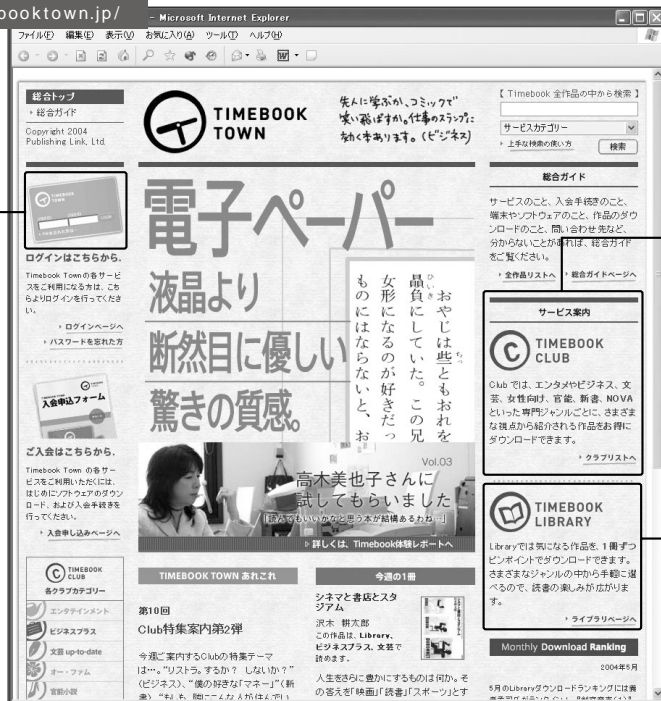 booktown.jp/
- Microsoft Internet Explorer
ファイル(F) 編集(E) 表示(V) お気に入り(A) ツール(T) ヘルプ(H)
総合トップ
総合ガイド
Copyright 2004
Publishing Link, Ltd.
TIMEBOOK
TOWN
ログインはこちらから.
Timebook Townの各サービ
スをご利用になる方は、こち
らよりログインを行ってくださ
い。
ログインページへ
パスワードを忘れた方
入会申込フォーム
ご入会はこちらから.
Timebook Town の各サー
ビスをご利用いただくには、
はじめにソフトウェアのダウン
ロード、および入会手続きを
行ってください。
入会申し込みページへ
TIMEBOOK
CLUB
各クラブカテゴリー
エンタテインメント
ビジネスプラス
文芸 up-to-date
オー・ファム
官能小説
TIMEBOOK
TOWN
先人に学ぶか、コミックで
笑い飛ばすか。仕事のスランプに
効く本あります。(ビジネス)
電子ペーパー
液晶より
断然目に優しい
驚きの質感。
おやじは些ともおれを
ちっ
贔負にしていた。この兄
ひいき
女形になるのが好きだっ
ものにはならないと、お
Vol.03
高木美也子さんに
試してもらいました
「読んでもいいかなと思う本が結構あるわね…」
詳しくは、Timebook体験レポートへ
TIMEBOOK TOWN あれこれ
第10回
Club特集案内第2弾
今週ご案内するClubの特集テーマ
は…。"リストラ。するか? しないか?"
(ビジネス)、"僕の好きな「マネー」"(新
書)、"もしも、隣にこんな人が住んでい
今週の1冊
シネマと書店とスタ
ジアム
沢木 耕太郎
この作品は、Library、
ビジネスプラス、文芸で
読めます。
人生をさらに豊かにするものは何か。そ
の答えを「映画」「読書」「スポーツ」とす
【 Timebook 全作品の中から検索 】
サービスカテゴリー
上手な検索の使い方
検索
総合ガイド
サービスのこと、入会手続きのこと、
端末やソフトウェアのこと、作品のダウ
ンロードのこと、問い合わせ先など、
分からないことがあれば、総合ガイド
をご覧ください。
全作品リストへ 総合ガイドページへ
サービス案内
TIMEBOOK
CLUB
Club では、エンタメやビジネス、文
芸、女性向け、官能、新書、NOVA
といった専門ジャンルごとに、さまざま
な視点から紹介される作品をお得に
ダウンロードできます。
クラブリストへ
TIMEBOOK
LIBRARY
Libraryでは気になる作品を、1冊ずつ
ピンポイントでダウンロードできます。
さまざまなジャンルの中から手軽に選
べるので、読書の楽しみが広がりま
す。
ライブラリページへ
Monthly Download Ranking
2004年5月
5月のLibraryダウンロードランキングには養